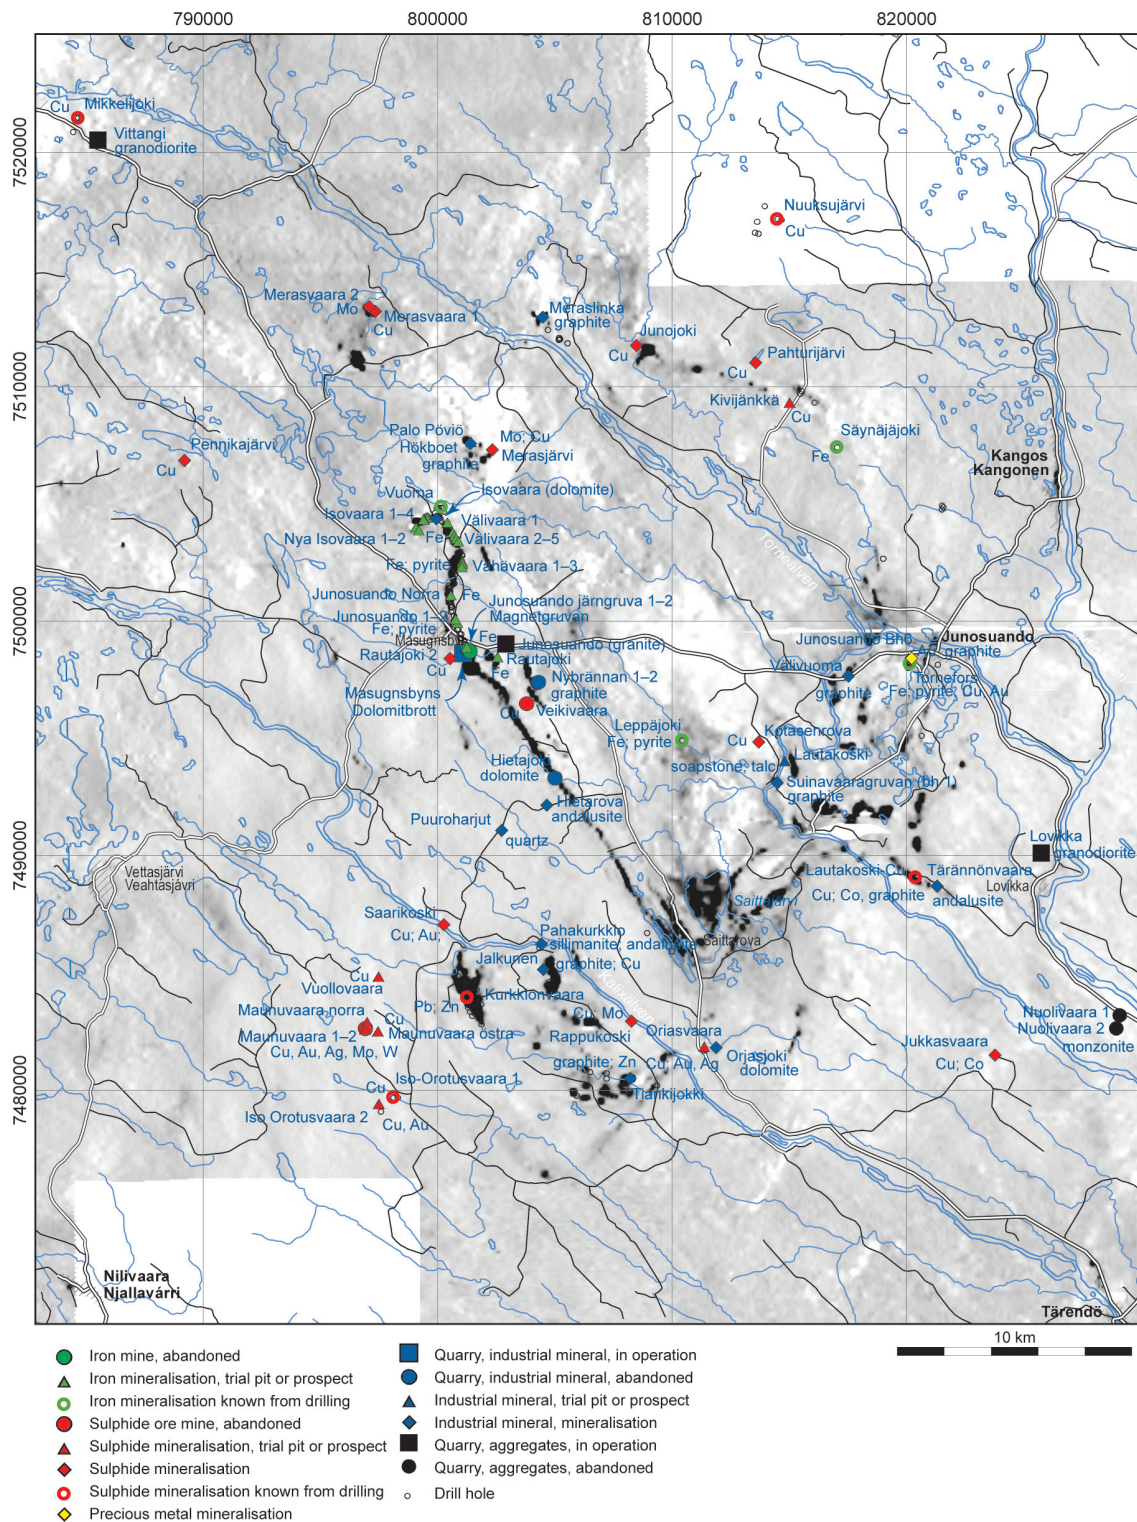 790000
800000
810000
820000
7520000
7510000
7500000
7490000
7480000
Cu
Mikkelijoki
Vittangi
granodiorite
Nuuksujärvi
Cu
Merasvaara 2
Mo
Merasvaara 1
Cu
Meraslinka
graphite
Junojoki
Cu
Pahturijärvi
Cu
Kivijänkkä
Cu
Säynäjäjoki
Fe
Kangos
Kangonen
Pennikajärvi
Cu
Palo Pöviö
Hökboet
graphite
Mo; Cu
Merasjärvi
Isovaara (dolomite)
Vuoma
Isovaara 1–4
Välivaara 1
Nya Isovaara 1–2
Fe
Välivaara 2–5
Fe; pyrite
Vähävaara 1–3
Torneälven
Junosuando Norra
Fe
Junosuando järngruva 1–2
Junosuando 1–3
Magnetgruvan
Fe; pyrite
Fe
Masugnsbyn
Junosuando (granite)
Rautajoki 2
Cu
Rautajoki
Fe
Masugnsbyns
Dolomitbrott
Nybrännan 1–2
graphite
Cu
Veikivaara
Junosuando Bh6
Junosuando
Au
graphite
Välivuoma
graphite
Tornefors
Fe; pyrite, Cu, Au
Leppäjoki
Fe; pyrite
Cu
Kotasenrova
soapstone; talc
Lautakoski
Suinavaaragruvan (bh 1)
graphite
Hietajoki
dolomite
Hietarova
andalusite
Puuroharjut
quartz
Lovikka
granodiorite
Lovikka
Vettasjärvi
Veahtasjávri
Lautakoski Cu
Cu; Co, graphite
Tärännönvaara
andalusite
Saittajärvi
Saittarova
Saarikoski
Cu; Au;
Pahakurkkio
sillimanite, andalusite
Jalkunen
graphite; Cu
Kalixälven
Cu
Vuollovaara
Pb; Zn
Kurkkionvaara
Maunuvaara norra
Cu
Maunuvaara 1–2
Maunuvaara östra
Cu, Au, Ag, Mo, W
Cu; Mo
Rappukoski
Oriasvaara
graphite; Zn
Cu, Au, Ag
Orjasjoki
dolomite
Tiankijokki
Nuolivaara 1
Nuolivaara 2
monzonite
Jukkasvaara
Cu; Co
Iso-Orotusvaara 1
Cu
Iso Orotusvaara 2
Cu, Au
Nilivaara
Njallavárri
Tärendö
10 km
Iron mine, abandoned
Iron mineralisation, trial pit or prospect
Iron mineralisation known from drilling
Sulphide ore mine, abandoned
Sulphide mineralisation, trial pit or prospect
Sulphide mineralisation
Sulphide mineralisation known from drilling
Precious metal mineralisation
Quarry, industrial mineral, in operation
Quarry, industrial mineral, abandoned
Industrial mineral, trial pit or prospect
Industrial mineral, mineralisation
Quarry, aggregates, in operation
Quarry, aggregates, abandoned
Drill hole